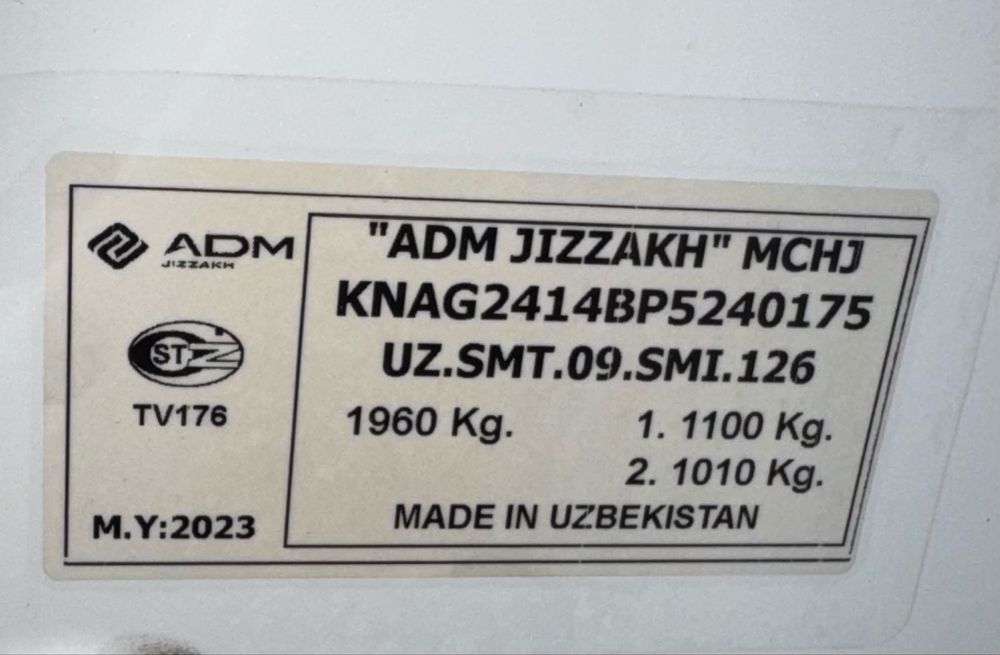 ADM
JIZZAKH
ST
TV176
M.Y:2023
"ADM JIZZAKH" MCHJ
KNAG2414BP5240175
UZ.SMT.09.SMI.126
1960 Kg. 1. 1100 Kg.
2. 1010 Kg.
MADE IN UZBEKISTAN